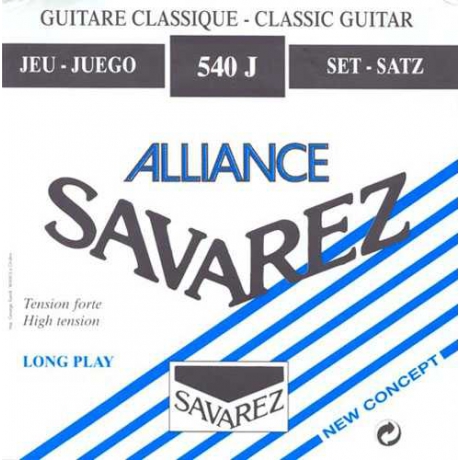 GUITARE CLASSIQUE - CLASSIC GUITAR
JEU - JUEGO
540 J
SET - SATZ
ALLIANCE
SAVAREZ
Tension forte
High tension
LONG PLAY
SAVAREZ
NEW CONCEPT